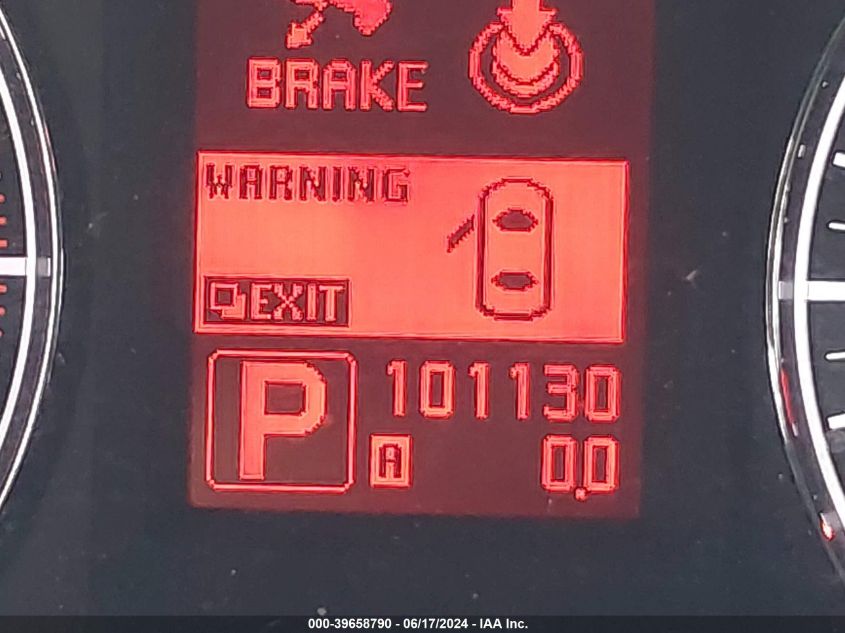 BRAKE
WARNING
EXIT
P 101130
A 0.0
000-39658790 - 06/17/2024 - IAA Inc.